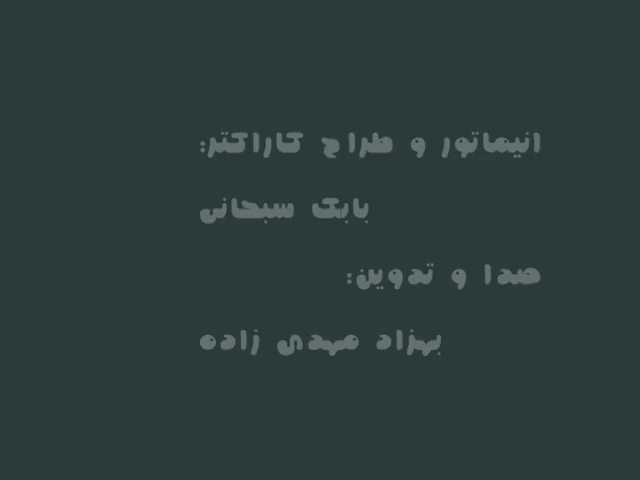 انیماتور و طراح کاراکتر:
بابک سبحانی
صدا و تدوین:
بهزاد مهدی زاده